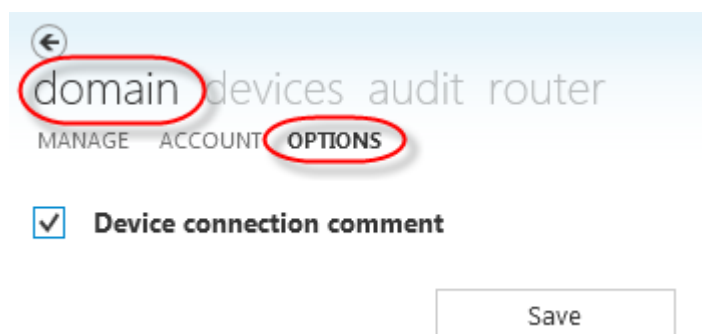 domain devices audit router
MANAGE ACCOUNT OPTIONS
Device connection comment
Save